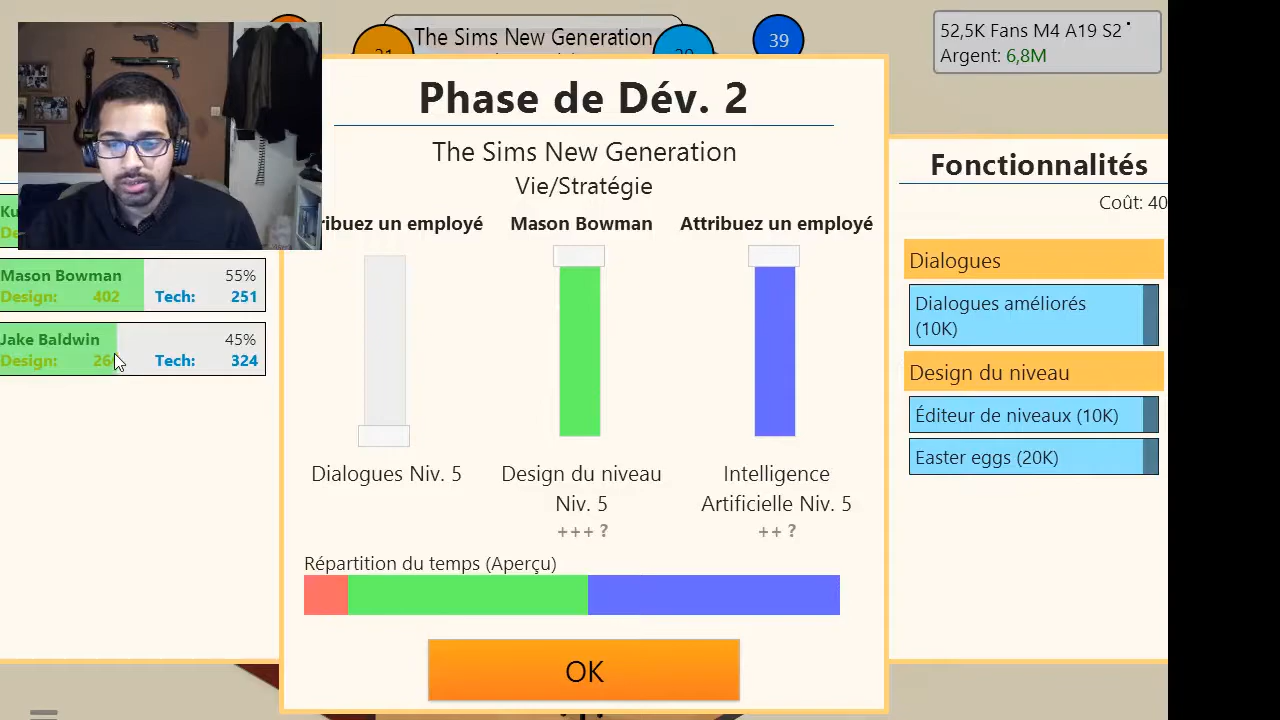 The Sims New Generation
39
52,5K Fans M4 A19 S2
Argent: 6,8M
Phase de Dév. 2
The Sims New Generation
Vie/Stratégie
ribuez un employé
Mason Bowman
Attribuez un employé
Dialogues Niv. 5
Design du niveau
Niv. 5
+++ ?
Intelligence
Artificielle Niv. 5
++ ?
Répartition du temps (Aperçu)
OK
Ku
De
Mason Bowman 55%
Design: 402 Tech: 251
Jake Baldwin 45%
Design: Tech: 324
Fonctionnalités
Coût: 40
Dialogues
Dialogues améliorés
(10K)
Design du niveau
Éditeur de niveaux (10K)
Easter eggs (20K)